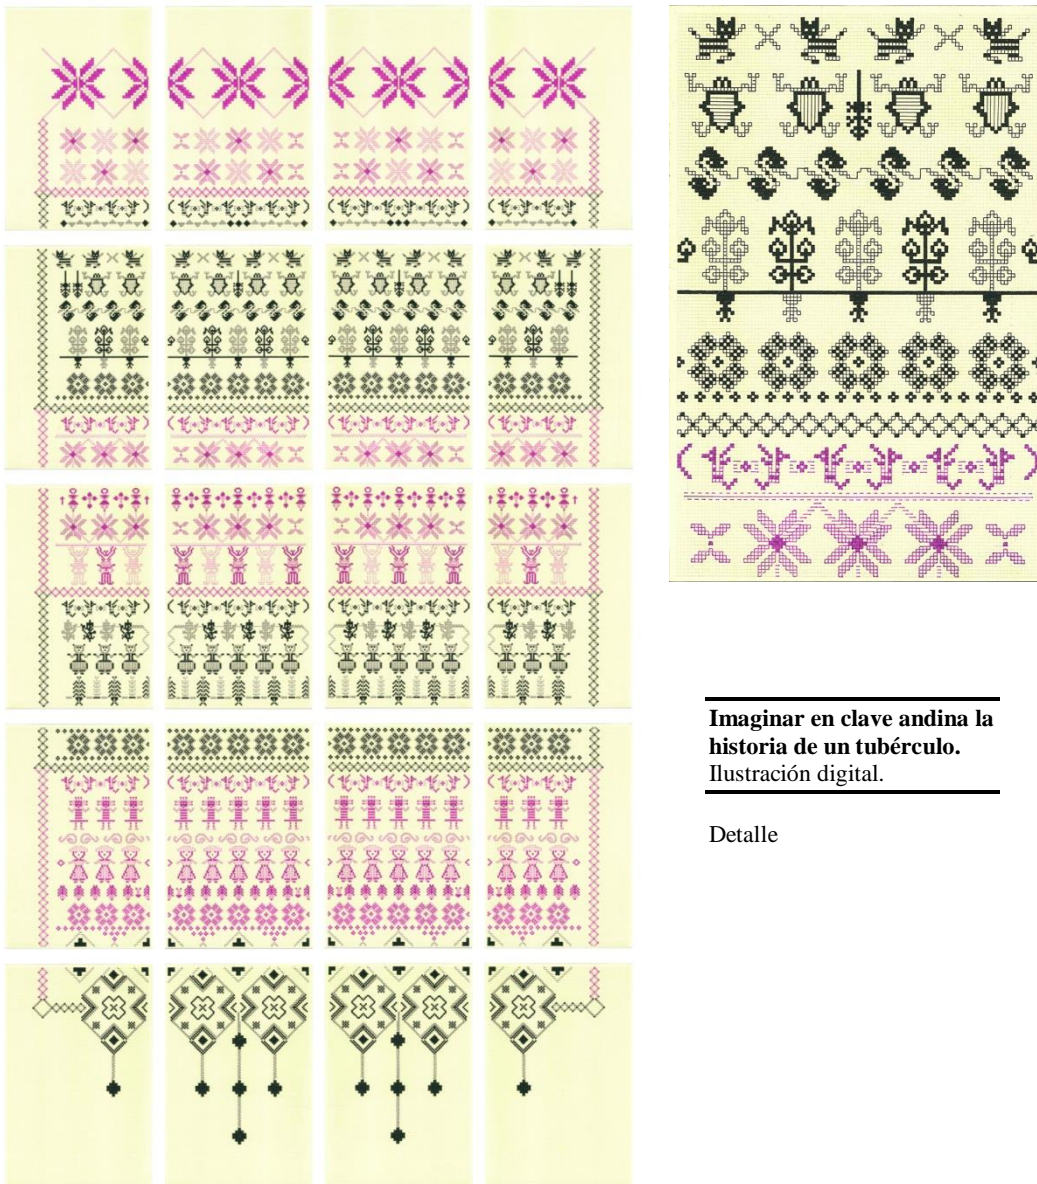 Imaginar en clave andina la
historia de un tubérculo.
Ilustración digital.
Detalle